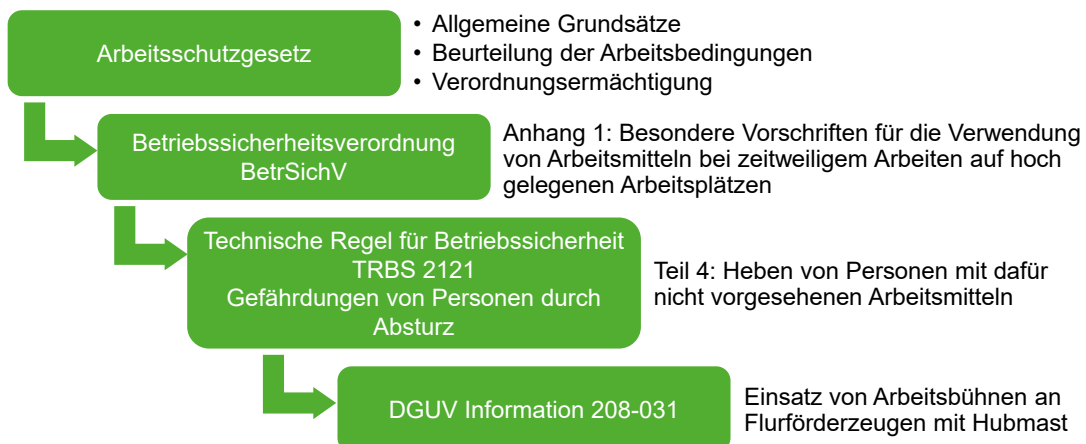 Arbeitsschutzgesetz
• Allgemeine Grundsätze
• Beurteilung der Arbeitsbedingungen
• Verordnungsermächtigung
Betriebssicherheitsverordnung
BetrSichV
Anhang 1: Besondere Vorschriften für die Verwendung
von Arbeitsmitteln bei zeitweiligem Arbeiten auf hoch
gelegenen Arbeitsplätzen
Technische Regel für Betriebssicherheit
TRBS 2121
Gefährdungen von Personen durch
Absturz
Teil 4: Heben von Personen mit dafür
nicht vorgesehenen Arbeitsmitteln
DGUV Information 208-031
Einsatz von Arbeitsbühnen an
Flurförderzeugen mit Hubmast